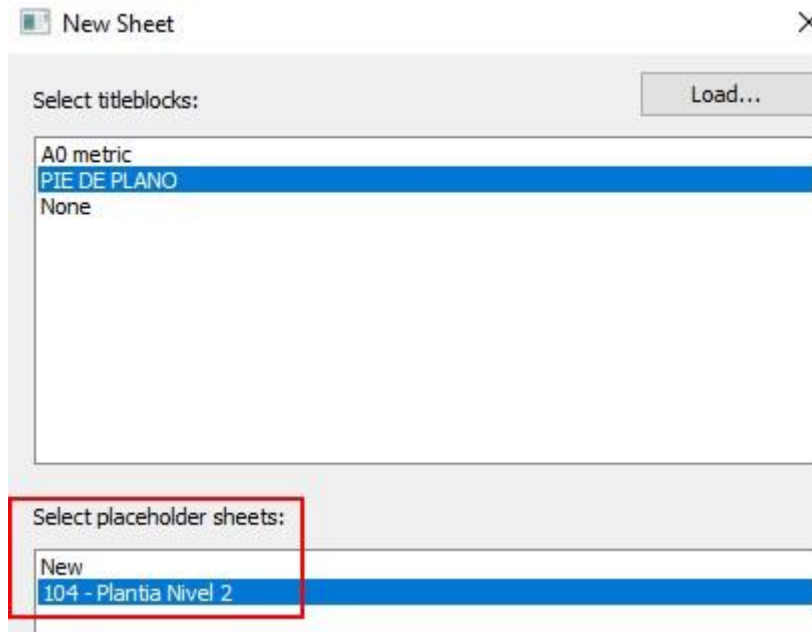 New Sheet
Select titleblocks:
Load...
A0 metric
PIE DE PLANO
None
Select placeholder sheets:
New
104 - Plantia Nivel 2